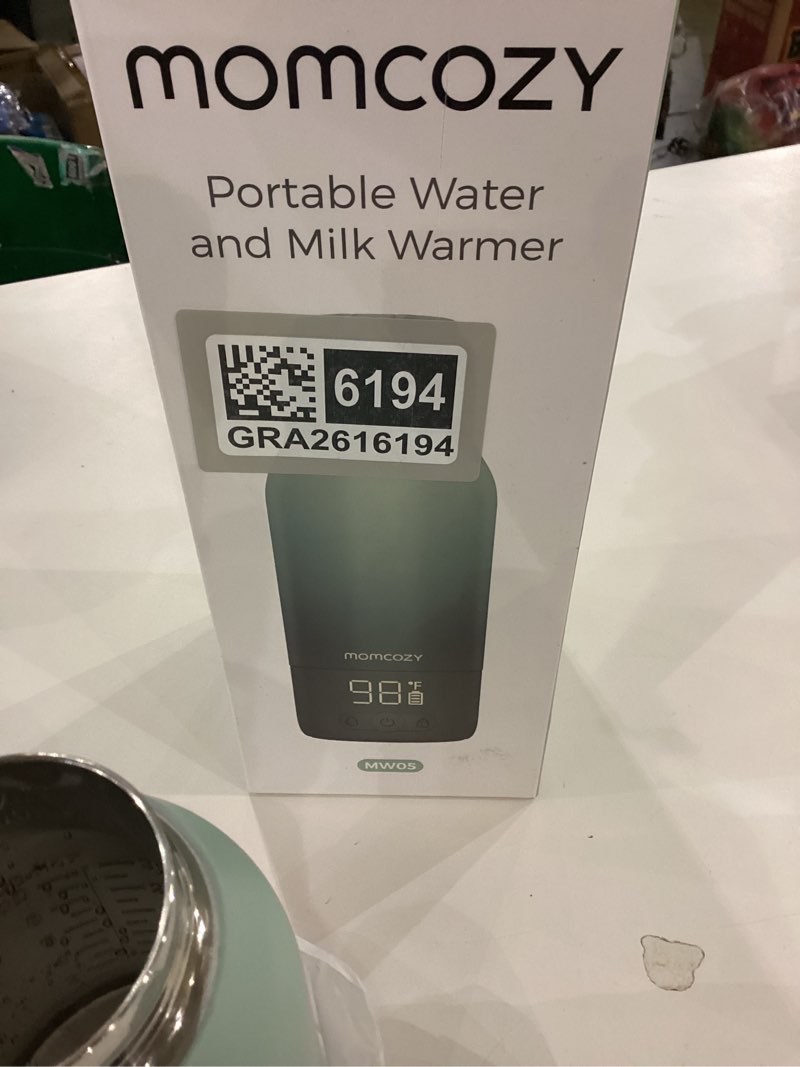 momcozy
Portable Water
and Milk Warmer
6194
GRA2616194
momcozy
98°F
MW05